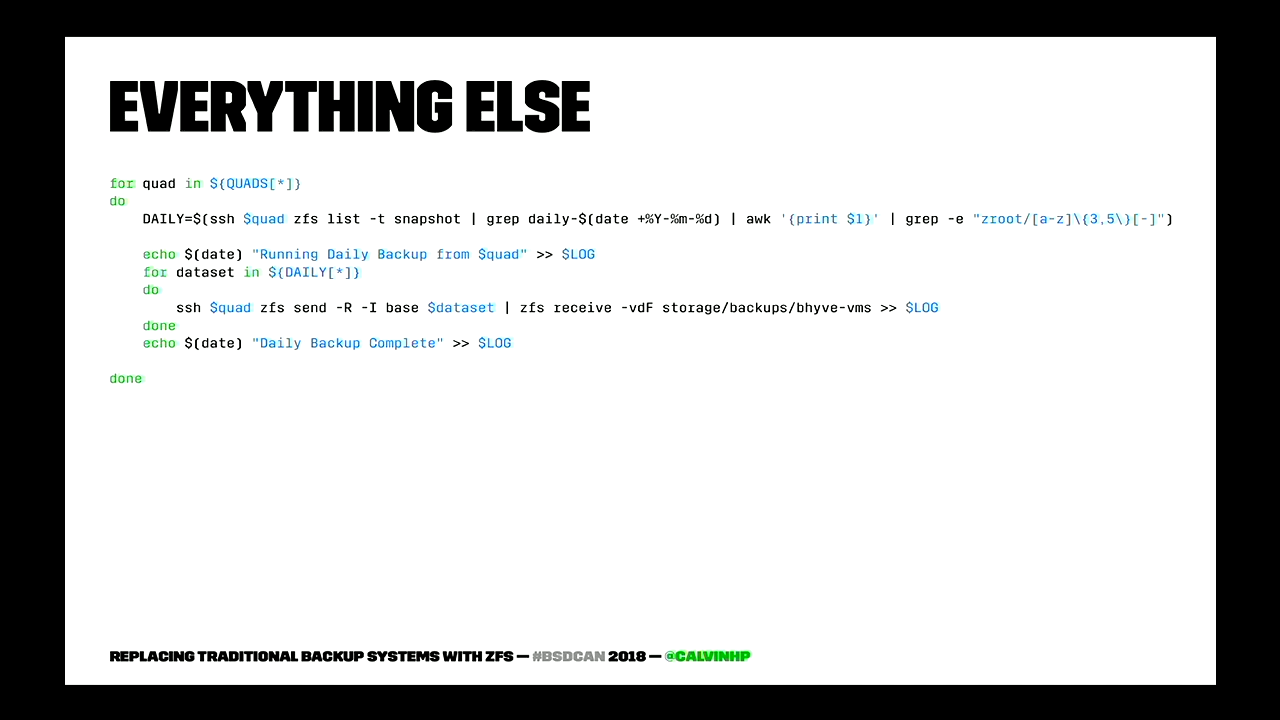 EVERYTHING ELSE
for quad in ${QUADS[*]}
do
    DAILY=$(ssh $quad zfs list -t snapshot | grep daily-$(date +%Y-%m-%d) | awk '{print $1}' | grep -e "zroot/[a-z]\{3,5\}[-]")
    echo $(date) "Running Daily Backup from $quad" >> $LOG
    for dataset in ${DAILY[*]}
    do
        ssh $quad zfs send -R -I base $dataset | zfs receive -vdF storage/backups/bhyve-vms >> $LOG
    done
    echo $(date) "Daily Backup Complete" >> $LOG
done
REPLACING TRADITIONAL BACKUP SYSTEMS WITH ZFS — #BSDCAN 2018 — @CALVINHP